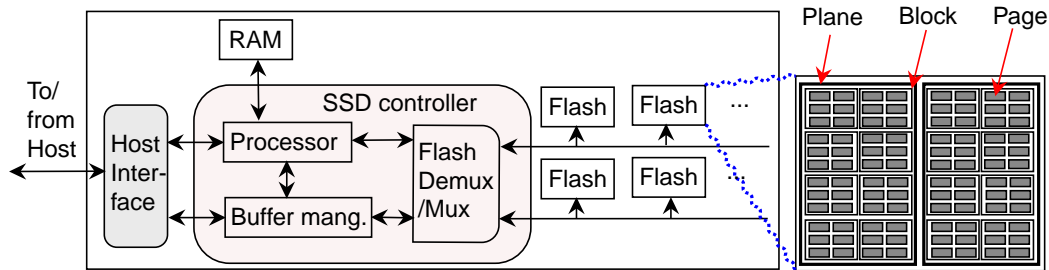 Plane Block Page
RAM
To/
from
Host
SSD controller
Flash Flash ...
Host
Inter-
face
Processor
Flash
Demux
/Mux
Flash Flash ...
Buffer mang.